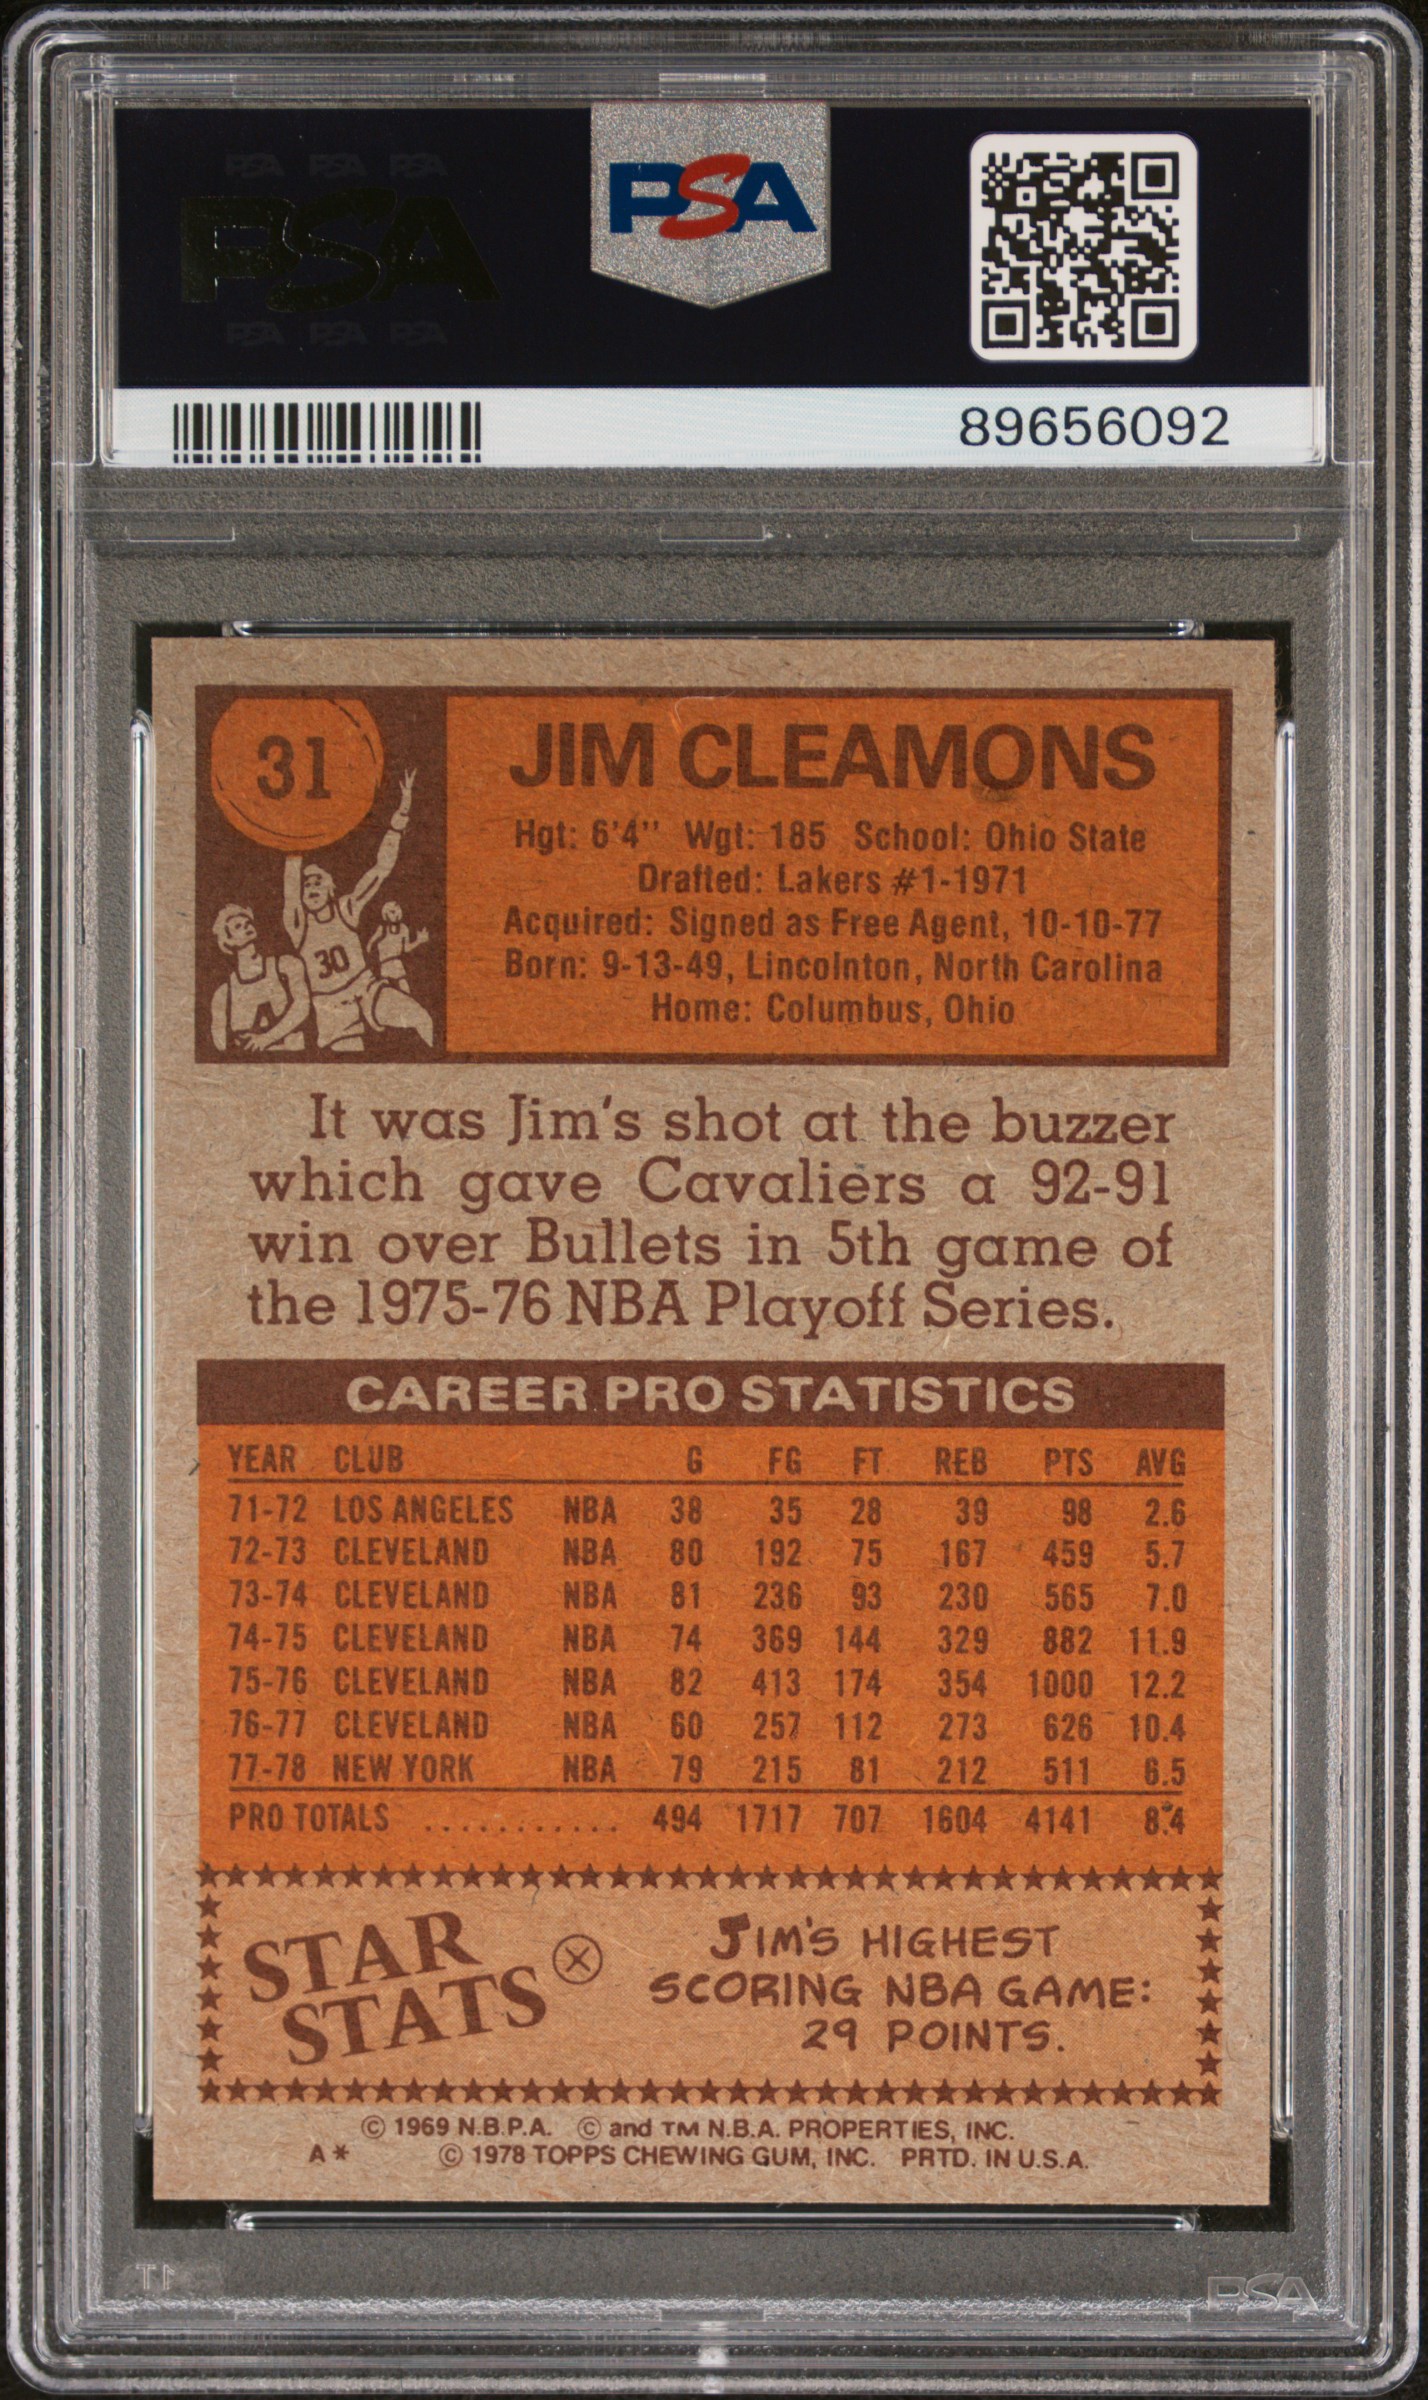 PSA PSA PSA
PSA
PSA PSA PSA
PSA
89656092
31
30
JIM CLEAMONS
Hgt: 6'4" Wgt: 185 School: Ohio State
Drafted: Lakers #1-1971
Acquired: Signed as Free Agent, 10-10-77
Born: 9-13-49, Lincolnton, North Carolina
Home: Columbus, Ohio
It was Jim's shot at the buzzer
which gave Cavaliers a 92-91
win over Bullets in 5th game of
the 1975-76 NBA Playoff Series.
CAREER PRO STATISTICS
YEAR CLUB G FG FT REB PTS AVG
71-72 LOS ANGELES NBA 38 35 28 39 98 2.6
72-73 CLEVELAND NBA 80 192 75 167 459 5.7
73-74 CLEVELAND NBA 81 236 93 230 565 7.0
74-75 CLEVELAND NBA 74 369 144 329 882 11.9
75-76 CLEVELAND NBA 82 413 174 354 1000 12.2
76-77 CLEVELAND NBA 60 257 112 273 626 10.4
77-78 NEW YORK NBA 79 215 81 212 511 6.5
PRO TOTALS ........... 494 1717 707 1604 4141 8.4
STAR
STATS
JIM'S HIGHEST
SCORING NBA GAME:
29 POINTS.
© 1969 N.B.P.A. © and TM N.B.A. PROPERTIES, INC.
A* © 1978 TOPPS CHEWING GUM, INC. PRTD. IN U.S.A.
PSA